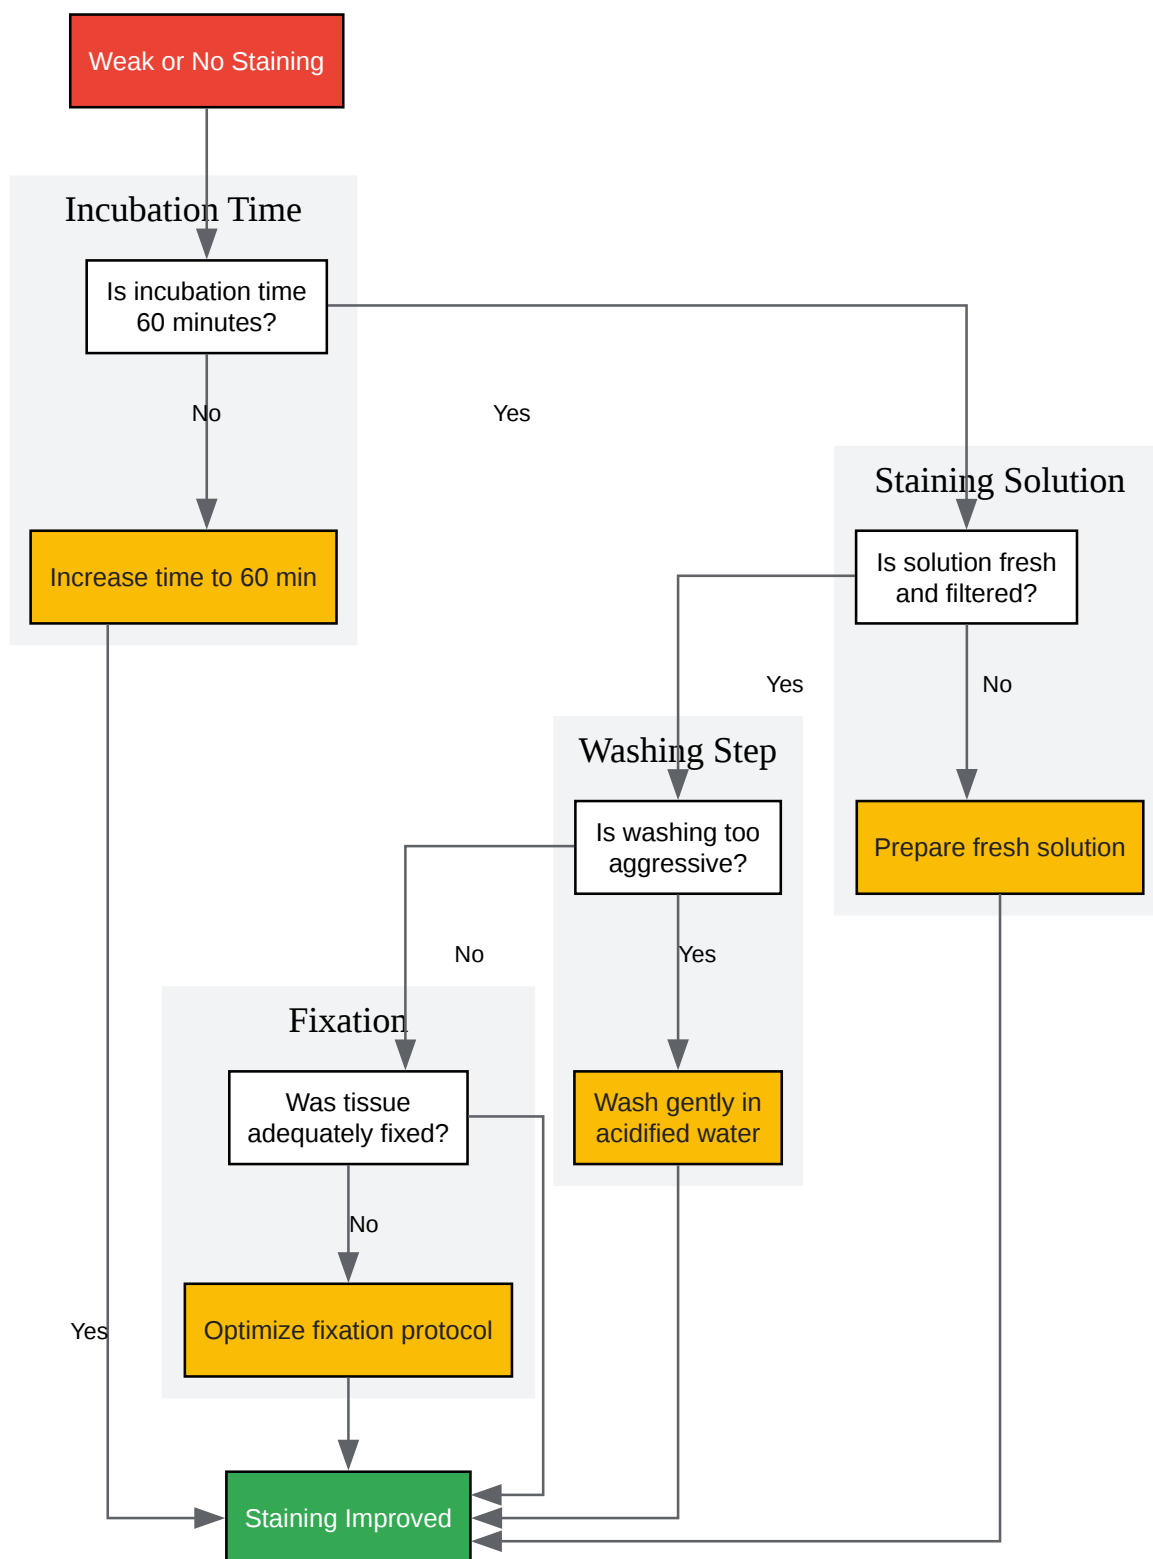 Weak or No Staining
Incubation Time
Is incubation time
60 minutes?
No
Yes
Staining Solution
Increase time to 60 min
Is solution fresh
and filtered?
Yes
No
Washing Step
Is washing too
aggressive?
Prepare fresh solution
No
Yes
Fixation
Was tissue
adequately fixed?
Wash gently in
acidified water
No
Optimize fixation protocol
Yes
Staining Improved